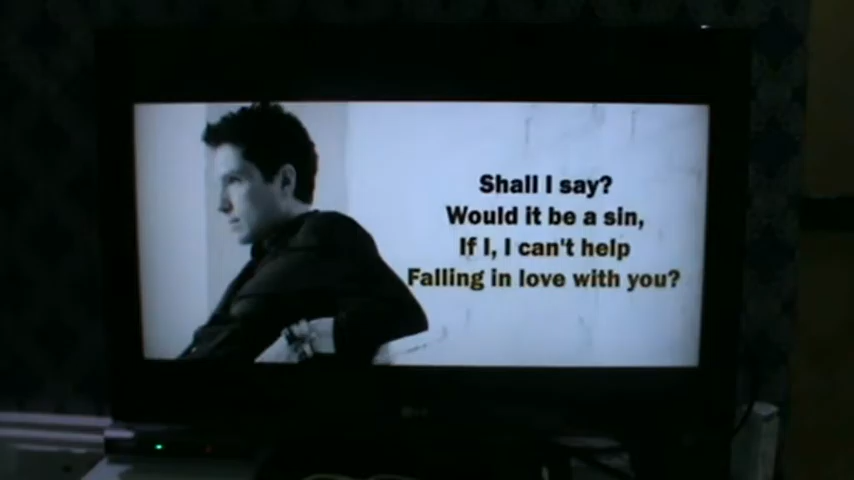 Shall I say?
Would it be a sin,
If I, I can't help
Falling in love with you?